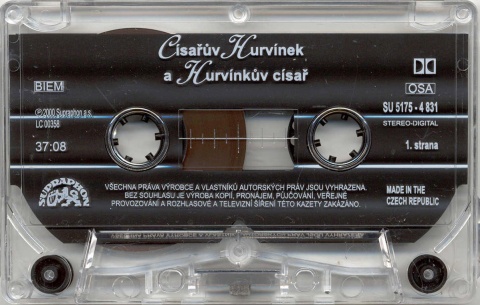 Císařův Hurvínek
a Hurvínkův císař
BIEM
OSA
℗2000 Supraphon a.s.
LC 00358
SU 5175 - 4 831
STEREO-DIGITAL
37:08
1. strana
SUPRAPHON
VŠECHNA PRÁVA VÝROBCE A VLASTNÍKŮ AUTORSKÝCH PRÁV JSOU VYHRAZENA.
BEZ SOUHLASU JE VÝROBA KOPIÍ, PRONÁJEM, PŮJČOVÁNÍ, VEŘEJNÉ
PROVOZOVÁNÍ A ROZHLASOVÉ A TELEVIZNÍ ŠÍŘENÍ TÉTO KAZETY ZAKÁZÁNO.
MADE IN THE
CZECH REPUBLIC